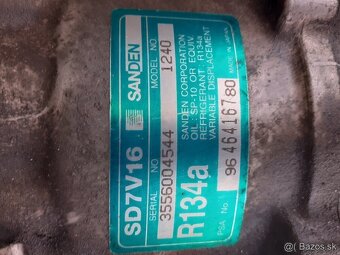 SD7V16
SANDEN
SERIAL NO
3556004544
MODEL NO
1240
R134a
SANDEN CORPORATION
OIL: SP-10 OR EQUIV.
REFRIGERANT: R134a
VARIABLE DISPLACEMENT
PSA No
96 46416780
MADE IN JAPAN
Bazos.sk